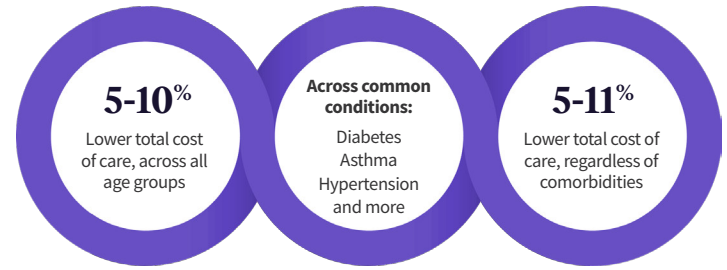 5-10%
Lower total cost
of care, across all
age groups
Across common
conditions:
Diabetes
Asthma
Hypertension
and more
5-11%
Lower total cost of
care, regardless of
comorbidities